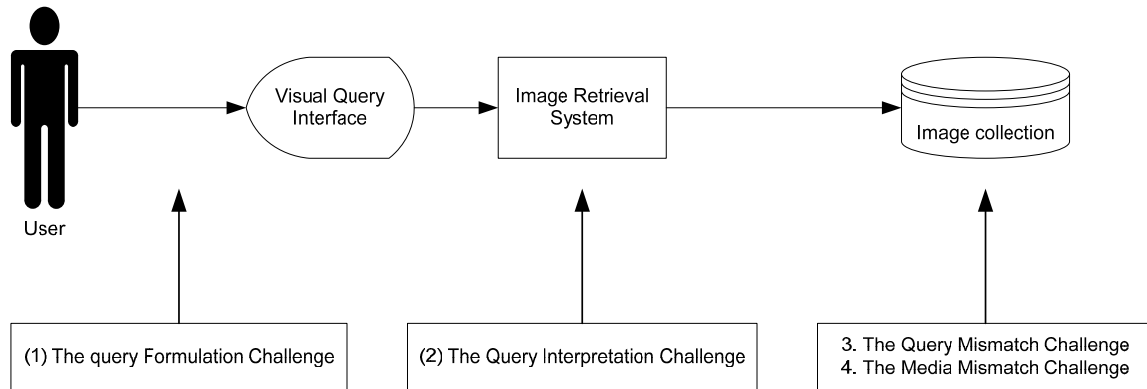 Visual Query
Interface
Image Retrieval
System
Image collection
User
(1) The query Formulation Challenge
(2) The Query Interpretation Challenge
3. The Query Mismatch Challenge
4. The Media Mismatch Challenge